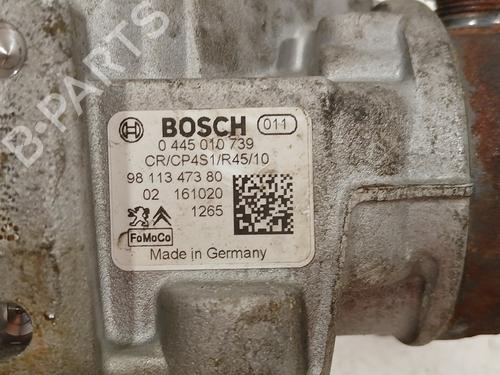 B-PARTS
BOSCH 011
0 445 010 739
CR/CP4S1/R45/10
98 113 473 80
02 161020
1265
FoMoCo
Made in Germany